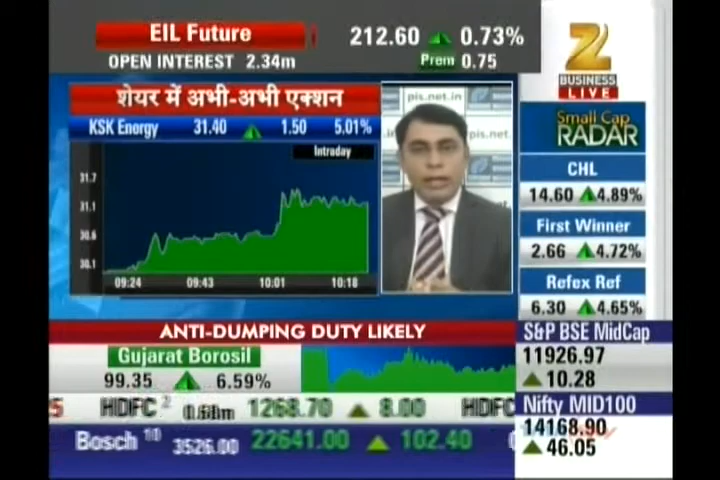 EIL Future
212.60 0.73%
OPEN INTEREST 2.34m
Prem 0.75
Z
BUSINESS
LIVE
शेयर में अभी-अभी एक्शन
KSK Energy 31.40 1.50 5.01%
Intraday
31.7
31.1
30.6
30.1
09:24 09:43 10:01 10:18
pis.net.in
pis.net.
Small Cap
RADAR
CHL
14.60 4.89%
First Winner
2.66 4.72%
Refex Ref
6.30 4.65%
ANTI-DUMPING DUTY LIKELY
Gujarat Borosil
99.35 6.59%
S&P BSE MidCap
11926.97
10.28
HDFC 2 1268.70 8.00 HDFC
Nifty MID100
14168.90
46.05
Bosch 10 3526.00 22641.00 102.40